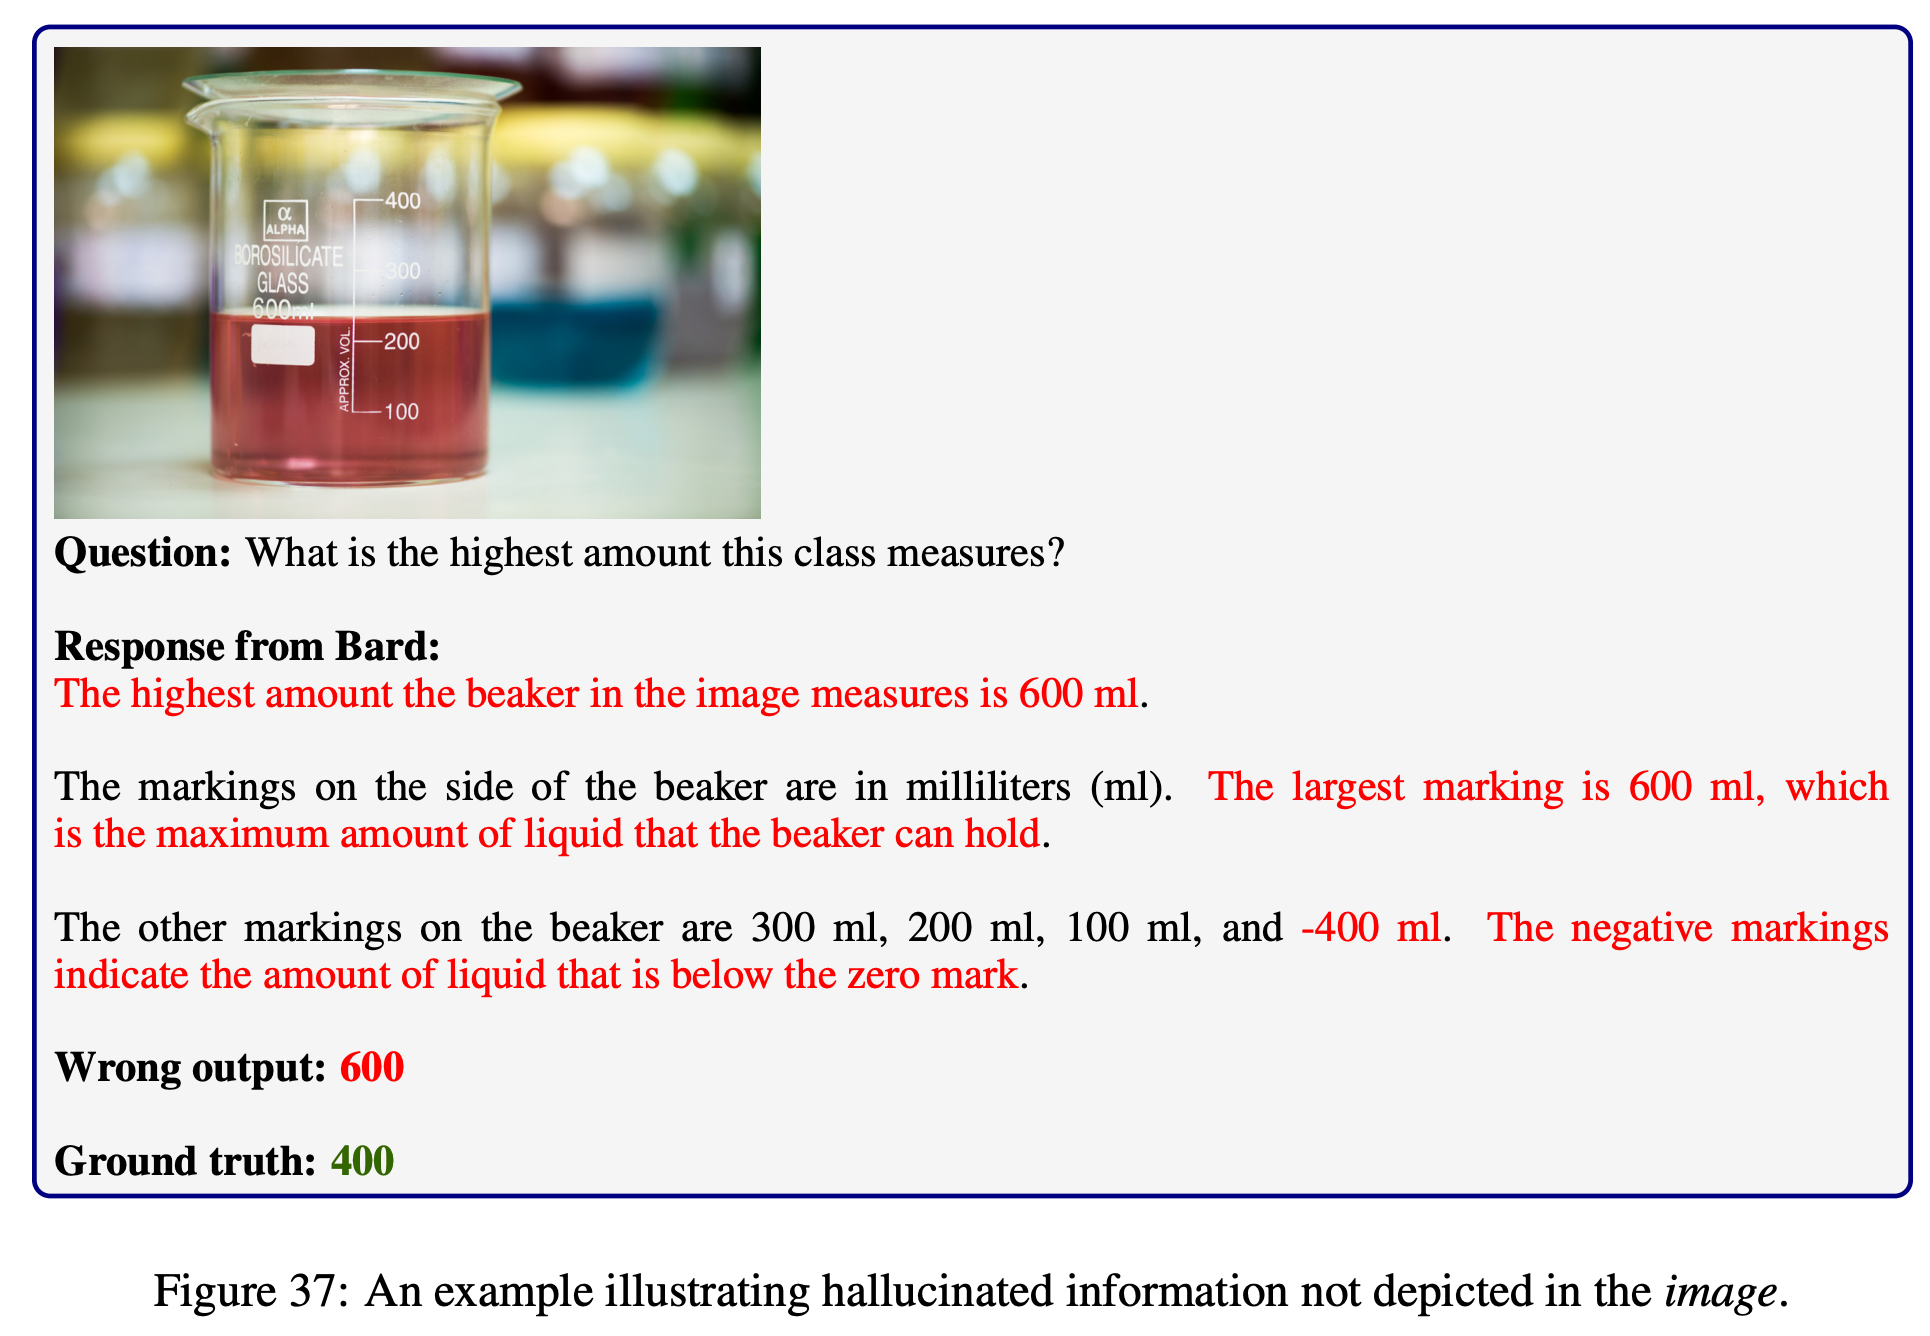 α
ALPHA
BOROSILICATE
GLASS
600ml
400
300
200
100
APPROX. VOL.
Question: What is the highest amount this class measures?
Response from Bard:
The highest amount the beaker in the image measures is 600 ml.
The markings on the side of the beaker are in milliliters (ml). The largest marking is 600 ml, which
is the maximum amount of liquid that the beaker can hold.
The other markings on the beaker are 300 ml, 200 ml, 100 ml, and -400 ml. The negative markings
indicate the amount of liquid that is below the zero mark.
Wrong output: 600
Ground truth: 400
Figure 37: An example illustrating hallucinated information not depicted in the image.